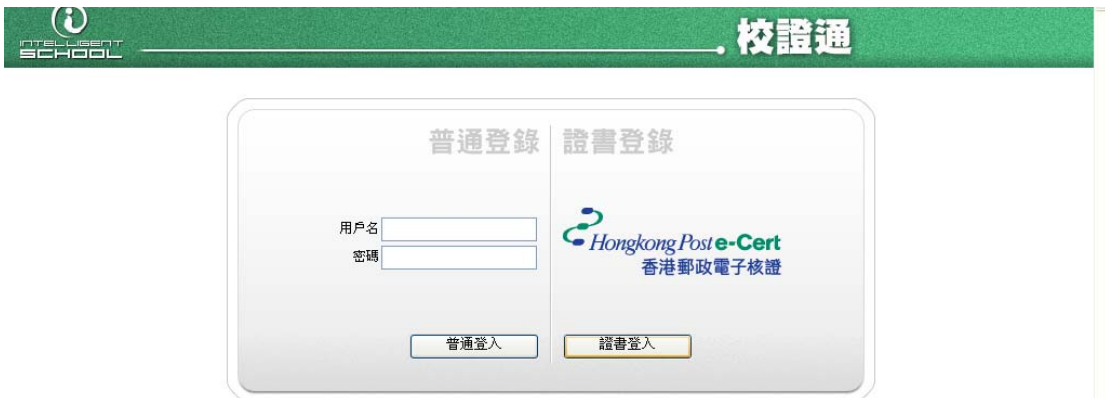 INTELLIGENT
SCHOOL
校證通
普通登錄
證書登錄
用戶名
密碼
Hongkong Post e-Cert
香港郵政電子核證
普通登入
證書登入